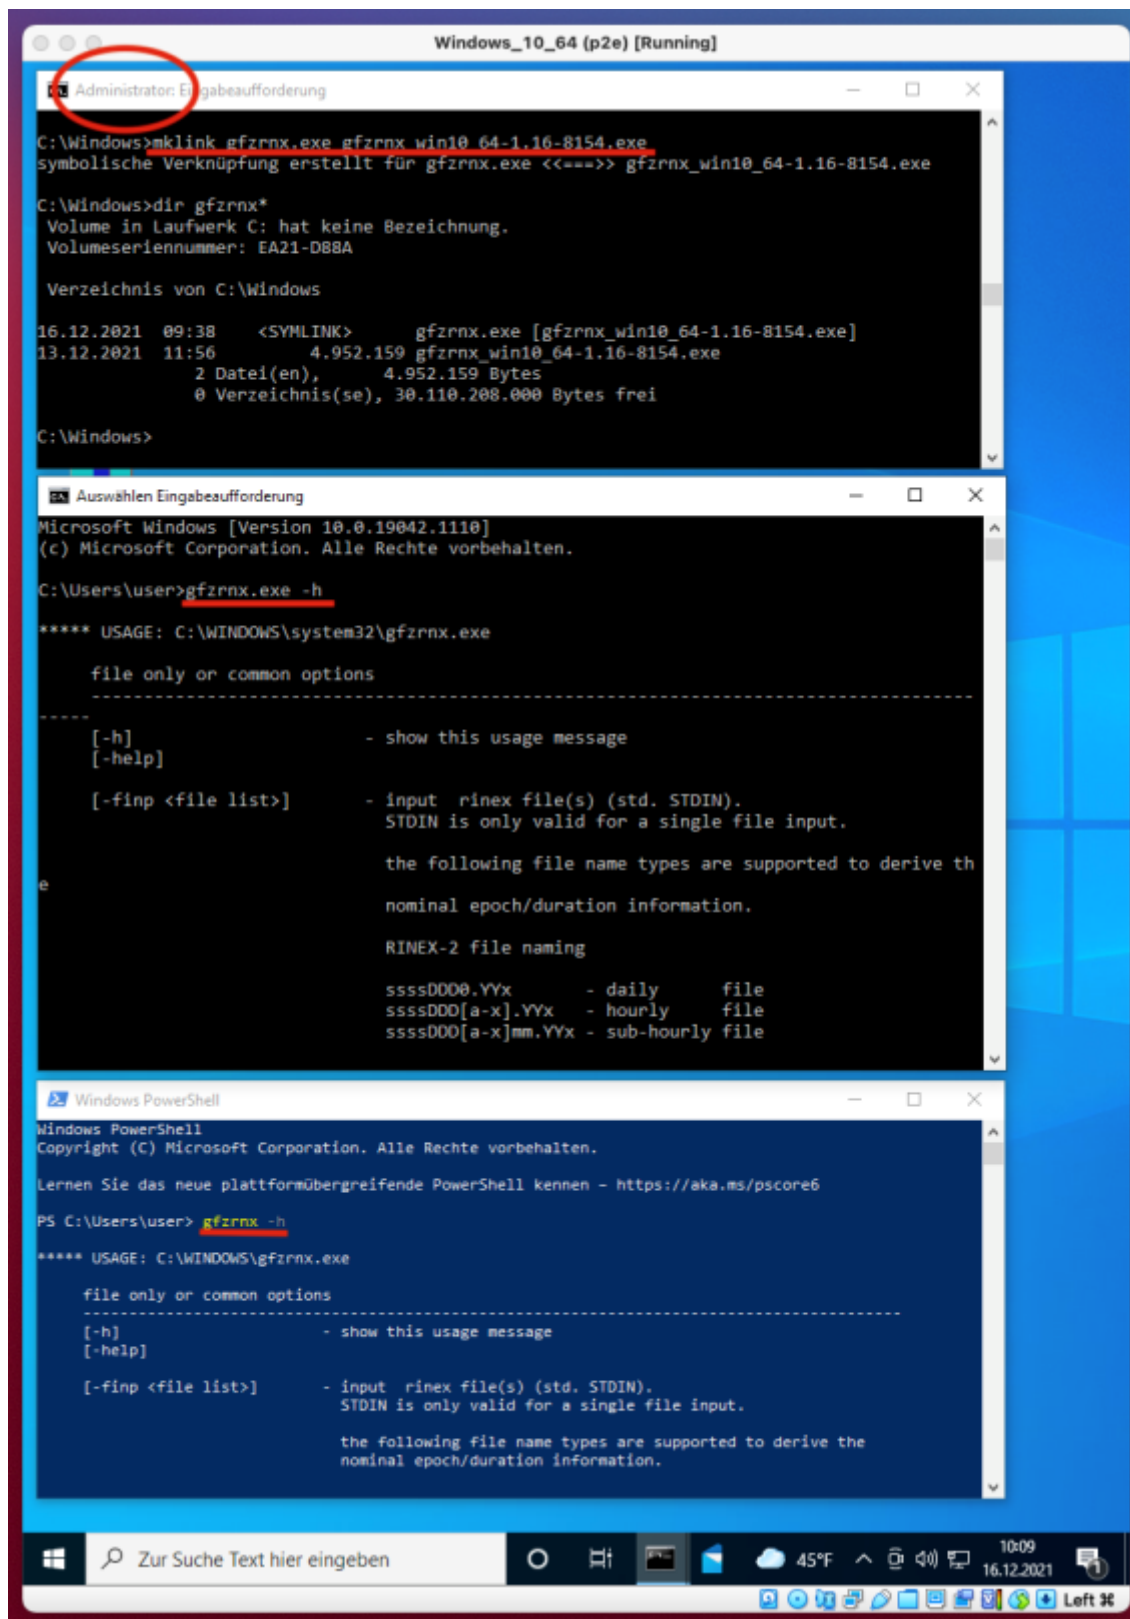 Windows_10_64 (p2e) [Running]
Administrator: Eingabeaufforderung
C:\Windows>mklink gfzrnx.exe gfzrnx_win10_64-1.16-8154.exe
symbolische Verknüpfung erstellt für gfzrnx.exe <<===>> gfzrnx_win10_64-1.16-8154.exe
C:\Windows>dir gfzrnx*
Volume in Laufwerk C: hat keine Bezeichnung.
Volumeseriennummer: EA21-D88A
Verzeichnis von C:\Windows
16.12.2021  09:38    <SYMLINK>      gfzrnx.exe [gfzrnx_win10_64-1.16-8154.exe]
13.12.2021  11:56         4.952.159 gfzrnx_win10_64-1.16-8154.exe
2 Datei(en),      4.952.159 Bytes
0 Verzeichnis(se), 30.110.208.000 Bytes frei
C:\Windows>
Auswählen Eingabeaufforderung
Microsoft Windows [Version 10.0.19042.1110]
(c) Microsoft Corporation. Alle Rechte vorbehalten.
C:\Users\user>gfzrnx.exe -h
***** USAGE: C:\WINDOWS\system32\gfzrnx.exe
file only or common options
-------------------------------------------------------------------------------------
-----
[-h]                      - show this usage message
[-help]
[-finp <file list>]       - input  rinex file(s) (std. STDIN).
STDIN is only valid for a single file input.
the following file name types are supported to derive th
e
nominal epoch/duration information.
RINEX-2 file naming
ssssDDD0.YYx       - daily      file
ssssDDD[a-x].YYx   - hourly     file
ssssDDD[a-x]mm.YYx - sub-hourly file
Windows PowerShell
Windows PowerShell
Copyright (C) Microsoft Corporation. Alle Rechte vorbehalten.
Lernen Sie das neue plattformübergreifende PowerShell kennen – https://aka.ms/pscore6
PS C:\Users\user> gfzrnx -h
***** USAGE: C:\WINDOWS\gfzrnx.exe
file only or common options
------------------------------------------------------------------------------------------
[-h]                      - show this usage message
[-help]
[-finp <file list>]       - input  rinex file(s) (std. STDIN).
STDIN is only valid for a single file input.
the following file name types are supported to derive the
nominal epoch/duration information.
Zur Suche Text hier eingeben
45°F
10:09
16.12.2021
1
Left ⌘